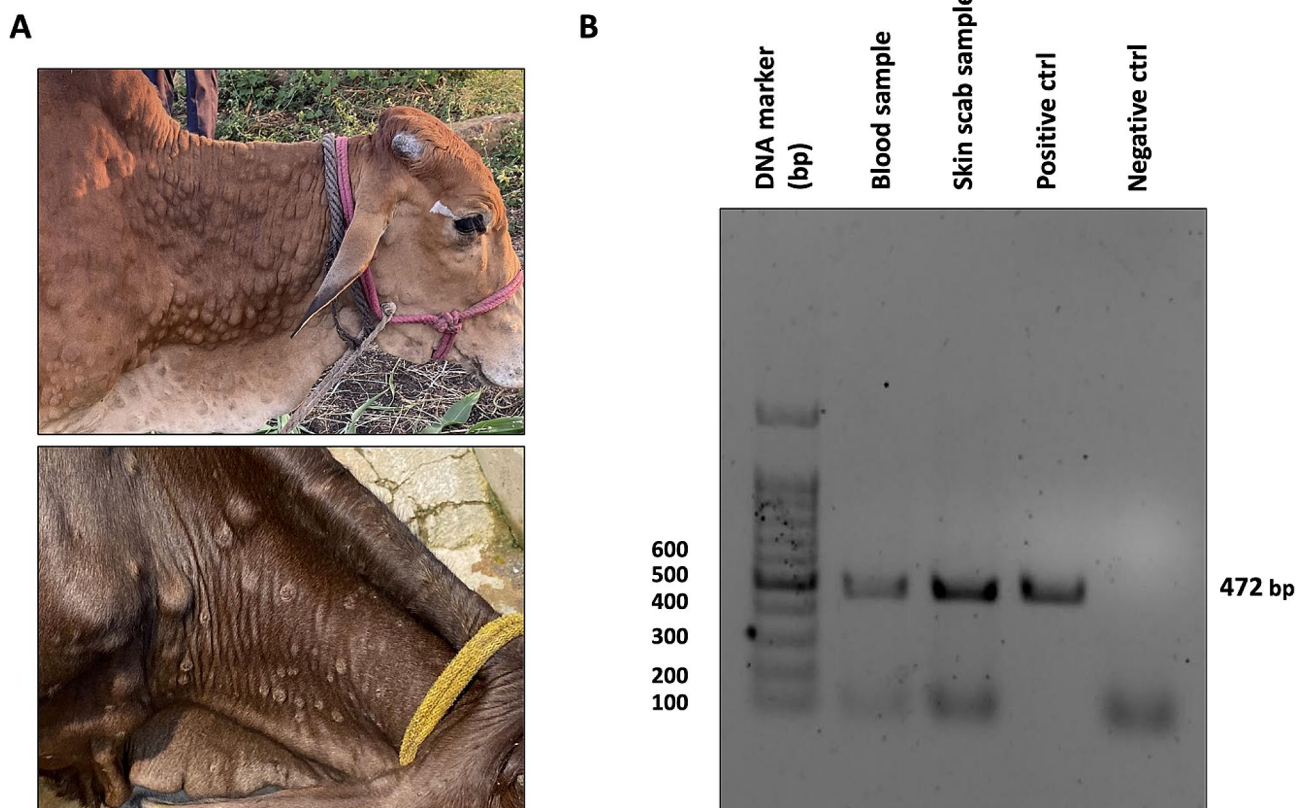 A
B
DNA marker
(bp)
Blood sample
Skin scab sample
Positive ctrl
Negative ctrl
600
500
400
300
200
100
472 bp